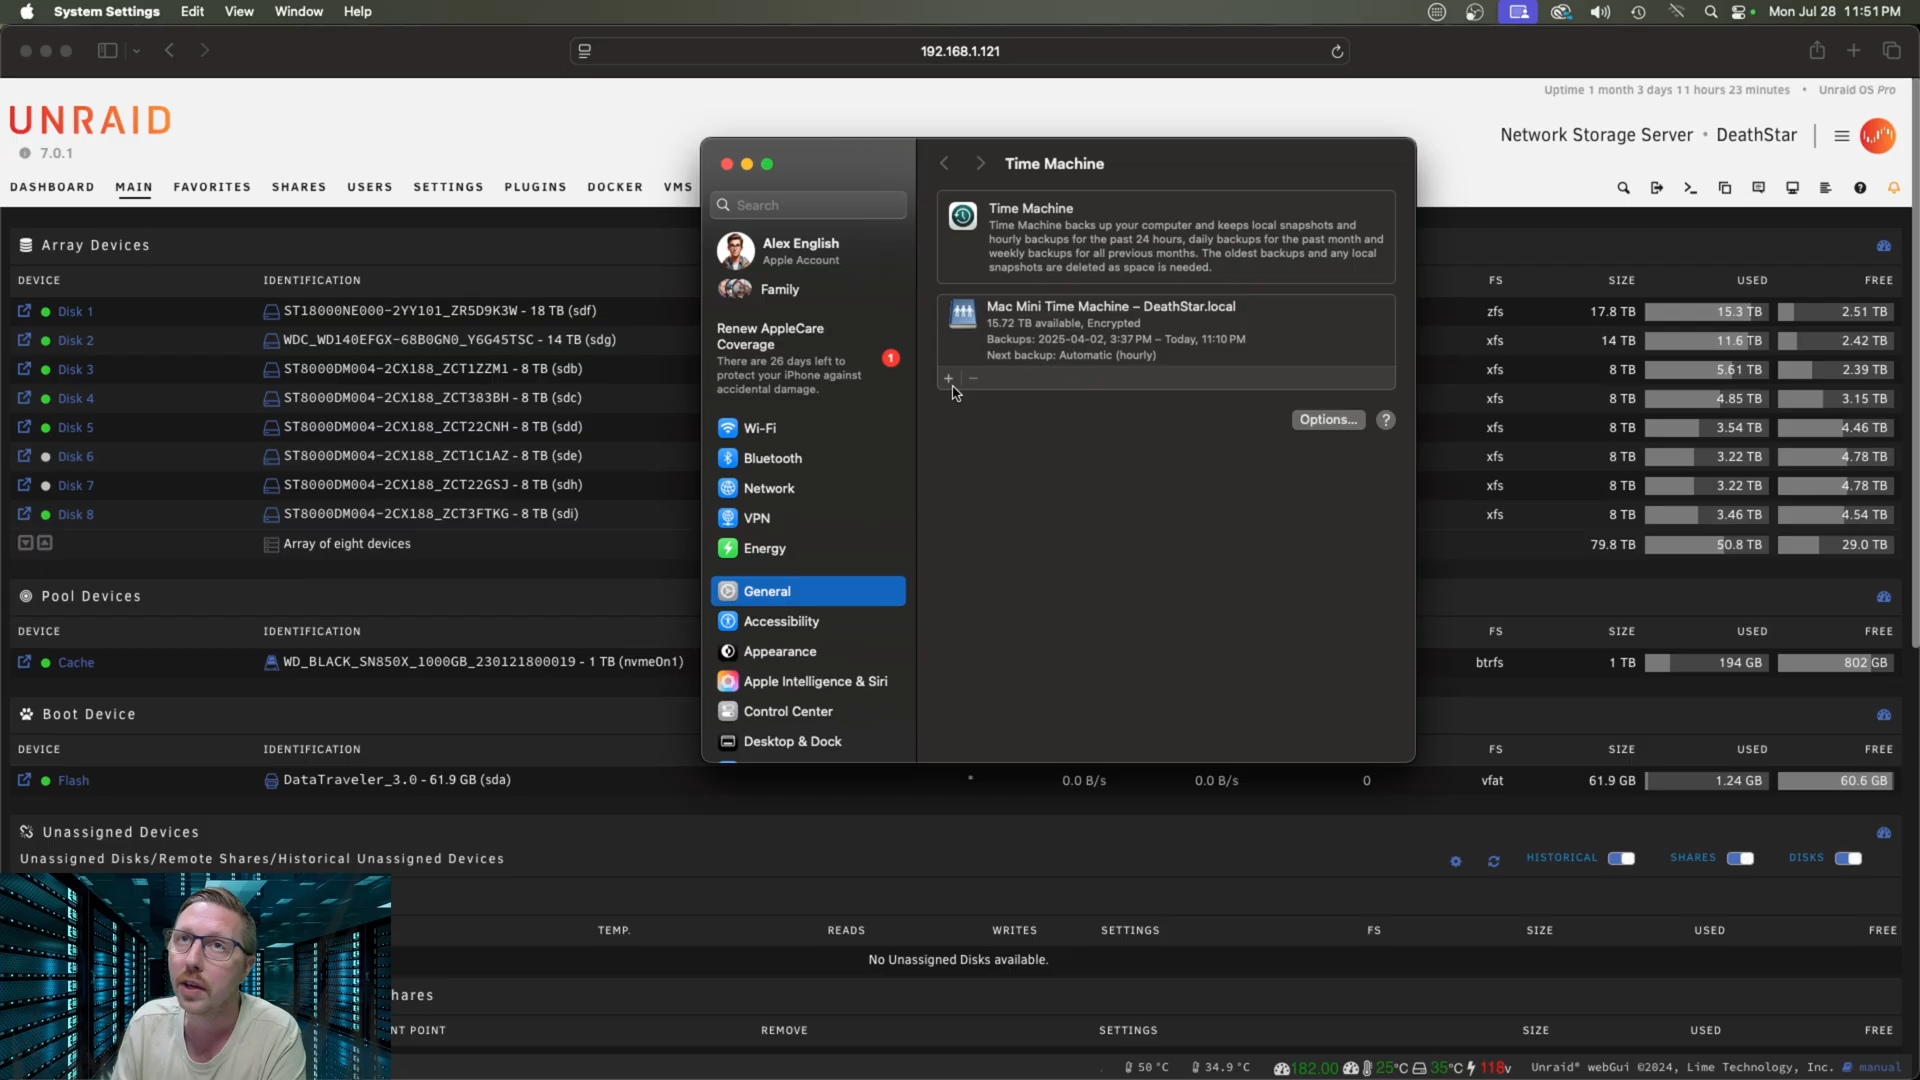 System Settings Edit View Window Help Mon Jul 28 11:51 PM
192.168.1.121
Uptime 1 month 3 days 11 hours 23 minutes • Unraid OS Pro
UNRAID
7.0.1
Network Storage Server • DeathStar
DASHBOARD MAIN FAVORITES SHARES USERS SETTINGS PLUGINS DOCKER VMS
Array Devices
DEVICE IDENTIFICATION FS SIZE USED FREE
Disk 1 ST18000NE000-2YY101_ZR5D9K3W - 18 TB (sdf) zfs 17.8 TB 15.3 TB 2.51 TB
Disk 2 WDC_WD140EFGX-68B0GN0_Y6G45TSC - 14 TB (sdg) xfs 14 TB 11.6 TB 2.42 TB
Disk 3 ST8000DM004-2CX188_ZCT1ZZM1 - 8 TB (sdb) xfs 8 TB 5.61 TB 2.39 TB
Disk 4 ST8000DM004-2CX188_ZCT383BH - 8 TB (sdc) xfs 8 TB 4.85 TB 3.15 TB
Disk 5 ST8000DM004-2CX188_ZCT22CNH - 8 TB (sdd) xfs 8 TB 3.54 TB 4.46 TB
Disk 6 ST8000DM004-2CX188_ZCT1C1AZ - 8 TB (sde) xfs 8 TB 3.22 TB 4.78 TB
Disk 7 ST8000DM004-2CX188_ZCT22GSJ - 8 TB (sdh) xfs 8 TB 3.22 TB 4.78 TB
Disk 8 ST8000DM004-2CX188_ZCT3FTKG - 8 TB (sdi) xfs 8 TB 3.46 TB 4.54 TB
Array of eight devices 79.8 TB 50.8 TB 29.0 TB
Pool Devices
DEVICE IDENTIFICATION FS SIZE USED FREE
Cache WD_BLACK_SN850X_1000GB_230121800019 - 1 TB (nvme0n1) btrfs 1 TB 194 GB 802 GB
Boot Device
DEVICE IDENTIFICATION FS SIZE USED FREE
Flash DataTraveler_3.0 - 61.9 GB (sda) * 0.0 B/s 0.0 B/s 0 vfat 61.9 GB 1.24 GB 60.6 GB
Unassigned Devices
Unassigned Disks/Remote Shares/Historical Unassigned Devices HISTORICAL SHARES DISKS
TEMP. READS WRITES SETTINGS FS SIZE USED FREE
No Unassigned Disks available.
hares
NT POINT REMOVE SETTINGS SIZE USED FREE
50 °C 34.9 °C 182.00 25°C 35°C 118v Unraid® webGui ©2024, Lime Technology, Inc. manual
Search
Alex English
Apple Account
Family
Renew AppleCare
Coverage
There are 26 days left to
protect your iPhone against
accidental damage.
1
Wi-Fi
Bluetooth
Network
VPN
Energy
General
Accessibility
Appearance
Apple Intelligence & Siri
Control Center
Desktop & Dock
Time Machine
Time Machine
Time Machine backs up your computer and keeps local snapshots and
hourly backups for the past 24 hours, daily backups for the past month and
weekly backups for all previous months. The oldest backups and any local
snapshots are deleted as space is needed.
Mac Mini Time Machine – DeathStar.local
15.72 TB available, Encrypted
Backups: 2025-04-02, 3:37 PM – Today, 11:10 PM
Next backup: Automatic (hourly)
+ −
Options... ?